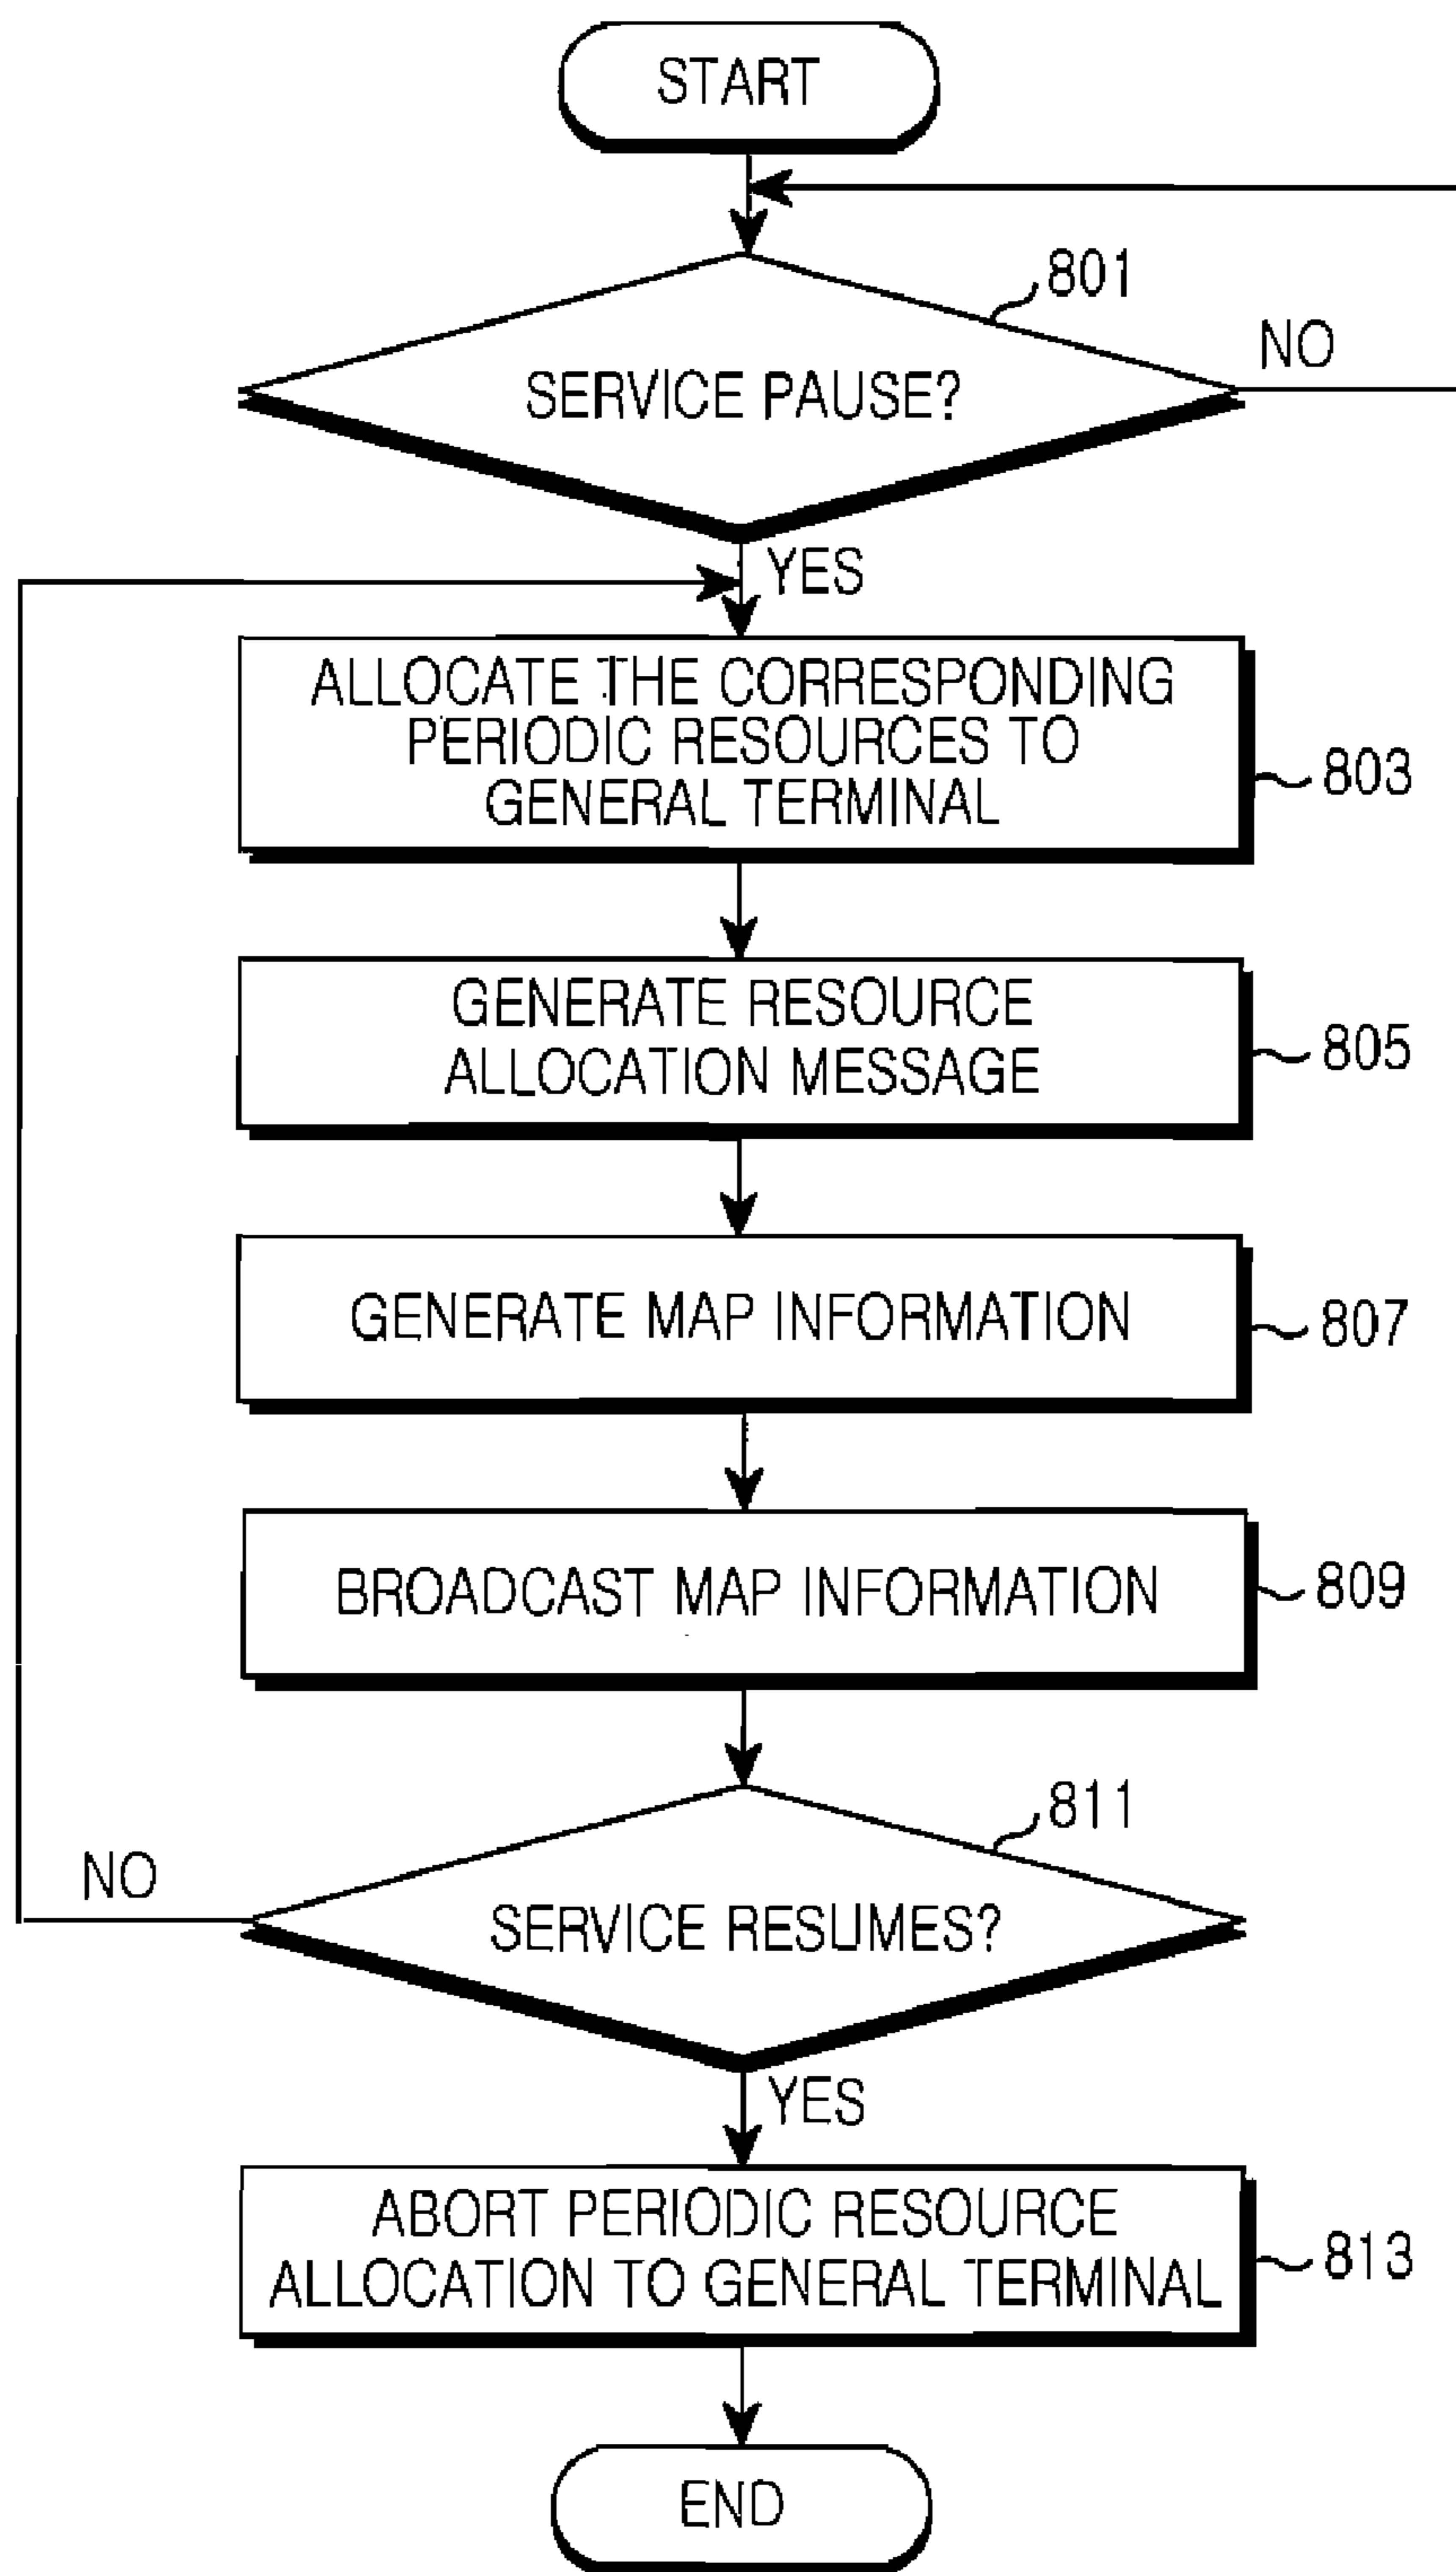 START
801
NO
SERVICE PAUSE?
YES
ALLOCATE THE CORRESPONDING
PERIODIC RESOURCES TO
GENERAL TERMINAL
803
GENERATE RESOURCE
ALLOCATION MESSAGE
805
GENERATE MAP INFORMATION
807
BROADCAST MAP INFORMATION
809
811
NO
SERVICE RESUMES?
YES
ABORT PERIODIC RESOURCE
ALLOCATION TO GENERAL TERMINAL
813
END